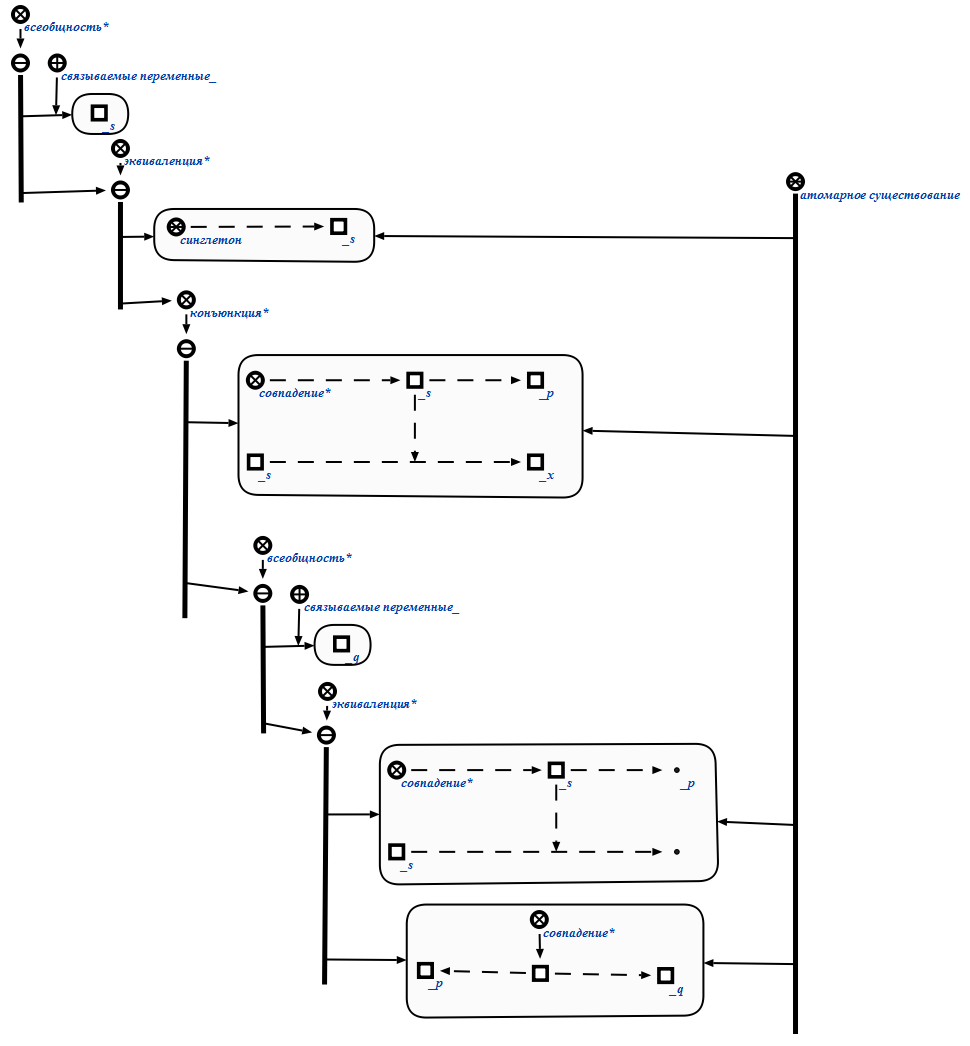 всеобщность*
связываемые переменные_
_s
эквиваленция*
атомарное существование
синглетон
_s
конъюнкция*
совпадение*
_s
_p
_s
_x
всеобщность*
связываемые переменные_
_q
эквиваленция*
совпадение*
_s
_p
_s
совпадение*
_p
_q